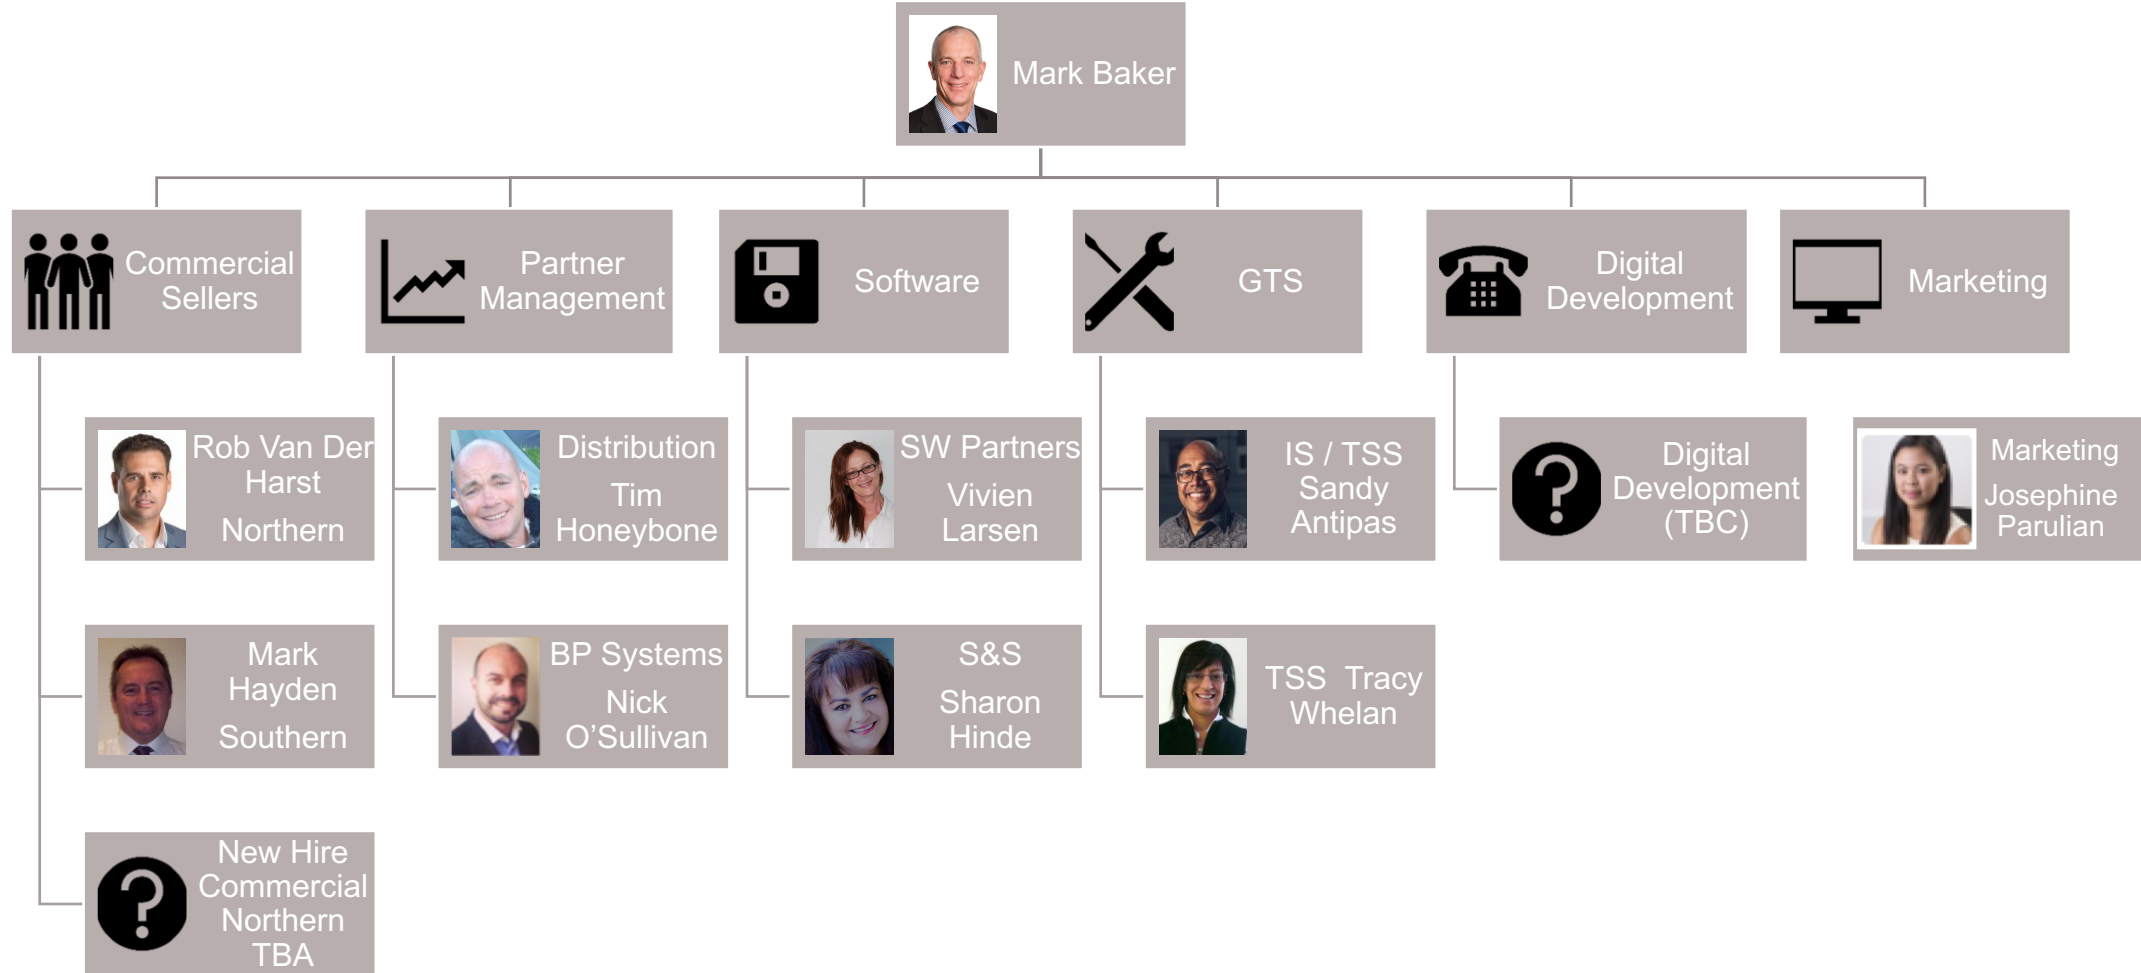 Mark Baker
Commercial
Sellers
Partner
Management
Software
GTS
Digital
Development
Marketing
Rob Van Der
Harst
Northern
Distribution
Tim
Honeybone
SW Partners
Vivien
Larsen
IS / TSS
Sandy
Antipas
Digital
Development
(TBC)
Marketing
Josephine
Parulian
Mark
Hayden
Southern
BP Systems
Nick
O’Sullivan
S&S
Sharon
Hinde
TSS Tracy
Whelan
New Hire
Commercial
Northern
TBA